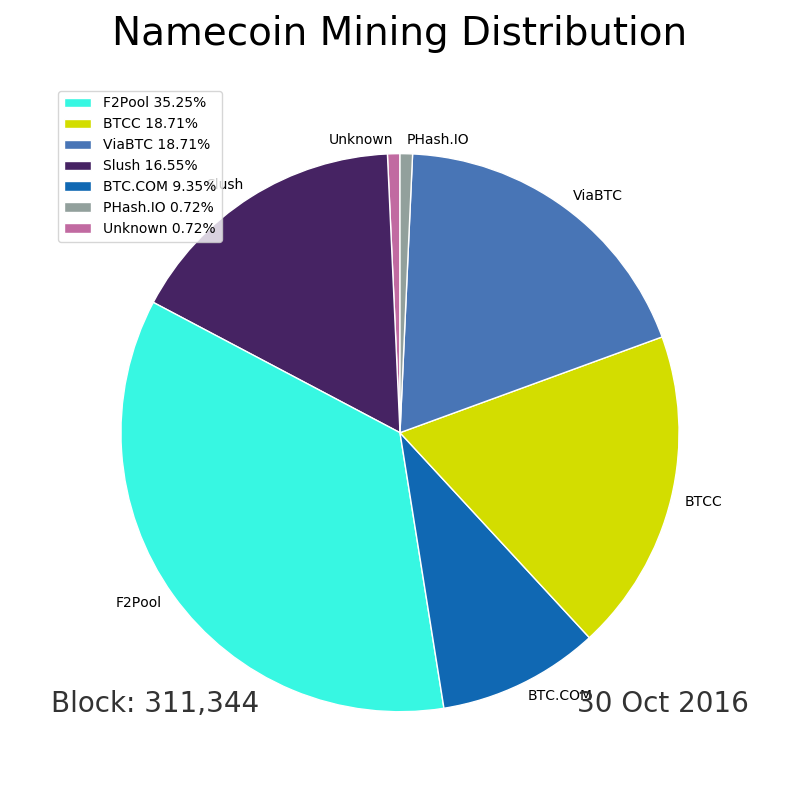 Namecoin Mining Distribution
F2Pool 35.25%
BTCC 18.71%
ViaBTC 18.71%
Slush 16.55%
BTC.COM 9.35%
PHash.IO 0.72%
Unknown 0.72%
Unknown
PHash.IO
Slush
ViaBTC
BTCC
F2Pool
BTC.COM
Block: 311,344
30 Oct 2016